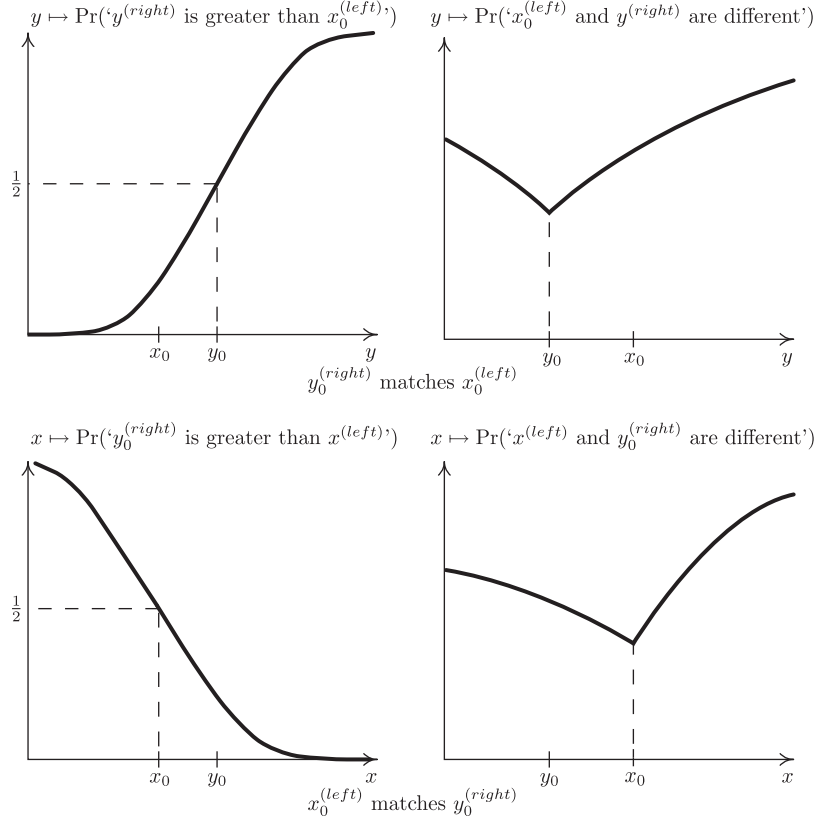 y ↦ Pr(‘y^{(right)} is greater than x_0^{(left)}’)
y ↦ Pr(‘x_0^{(left)} and y^{(right)} are different’)
1/2
x_0 y_0 y
y_0 x_0 y
y_0^{(right)} matches x_0^{(left)}
x ↦ Pr(‘y_0^{(right)} is greater than x^{(left)}’)
x ↦ Pr(‘x^{(left)} and y_0^{(right)} are different’)
1/2
x_0 y_0 x
y_0 x_0 x
x_0^{(left)} matches y_0^{(right)}